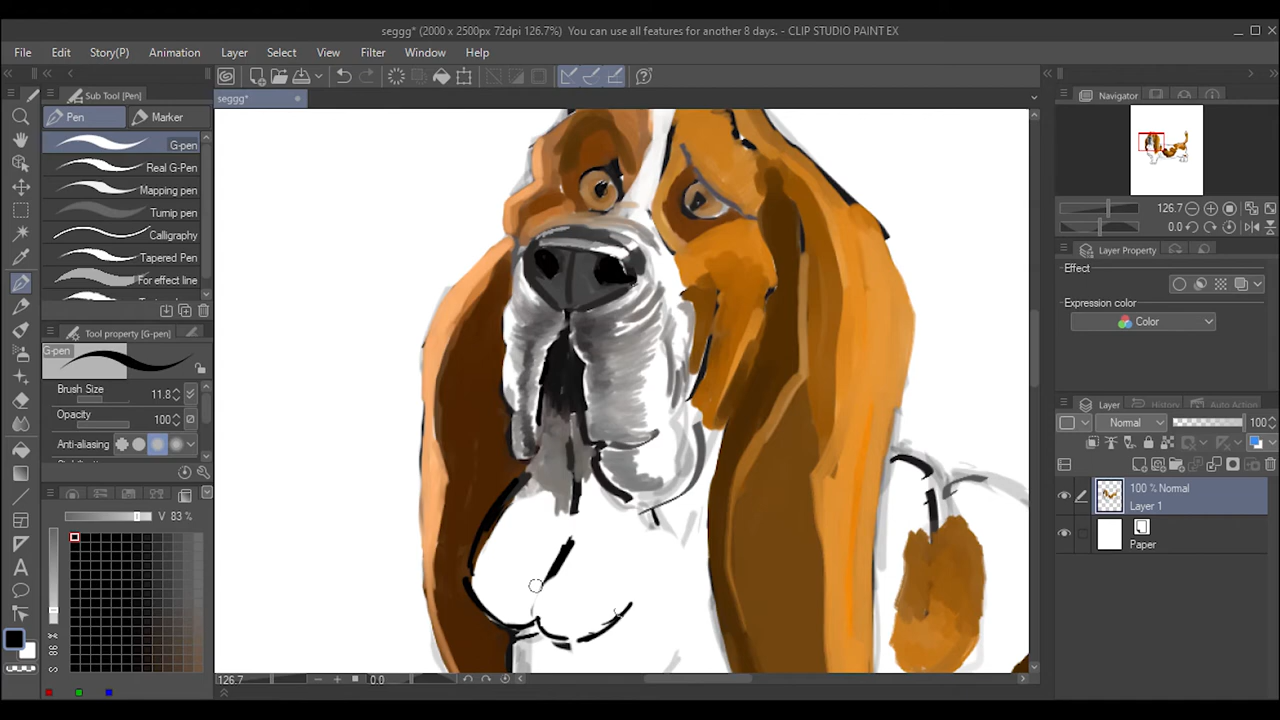 seggg* (2000 x 2500px 72dpi 126.7%)  You can use all features for another 8 days. - CLIP STUDIO PAINT EX
File Edit Story(P) Animation Layer Select View Filter Window Help
Sub Tool [Pen]
Pen Marker
G-pen
Real G-Pen
Mapping pen
Turnip pen
Calligraphy
Tapered Pen
For effect line
Tool property [G-pen]
G-pen
Brush Size 11.8
Opacity 100
Anti-aliasing
V 83 %
seggg*
126.7 0.0
Navigator
126.7
0.0
Layer Property
Effect
Expression color
Color
Layer History Auto Action
Normal 100
100 % Normal
Layer 1
Paper